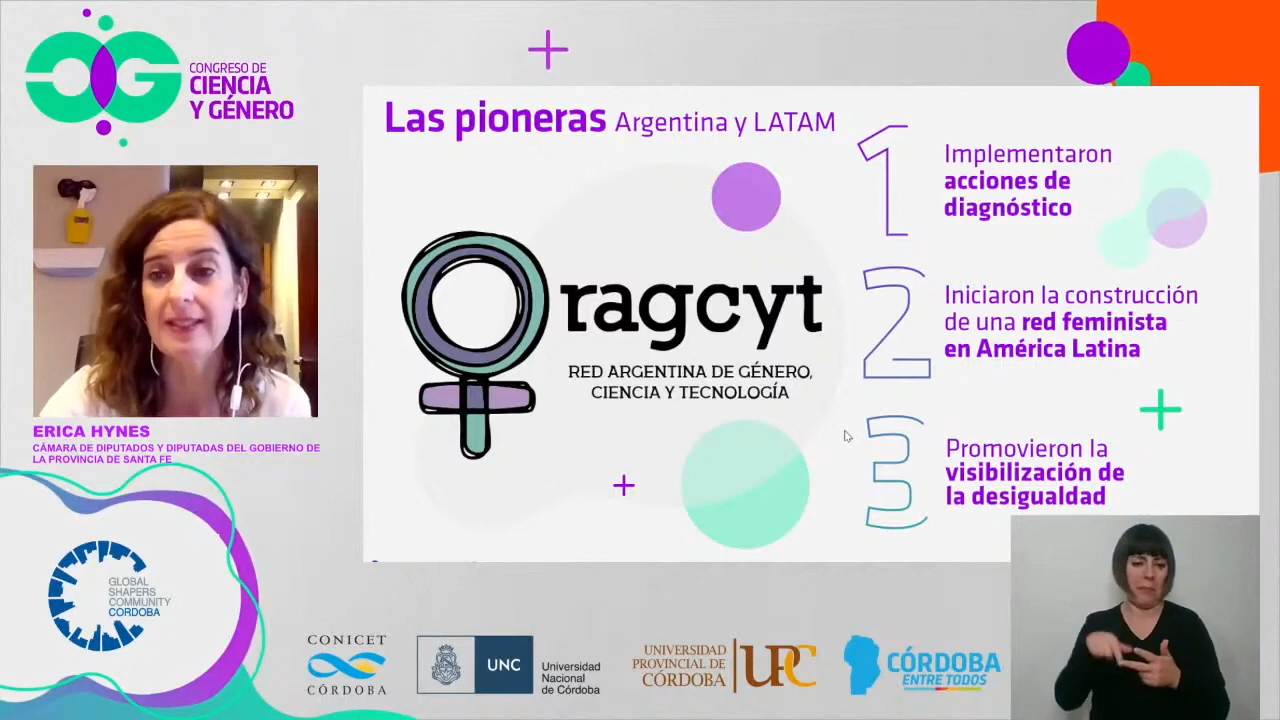 CONGRESO DE
CIENCIA
Y GÉNERO
Las pioneras Argentina y LATAM
ragcyt
RED ARGENTINA DE GÉNERO,
CIENCIA Y TECNOLOGÍA
1
Implementaron
acciones de
diagnóstico
2
Iniciaron la construcción
de una red feminista
en América Latina
3
Promovieron la
visibilización de
la desigualdad
ERICA HYNES
CÁMARA DE DIPUTADOS Y DIPUTADAS DEL GOBIERNO DE
LA PROVINCIA DE SANTA FE
GLOBAL
SHAPERS
COMMUNITY
CORDOBA
CONICET
CÓRDOBA
UNC
Universidad
Nacional
de Córdoba
UNIVERSIDAD
PROVINCIAL DE
CÓRDOBA
UPC
CÓRDOBA
ENTRE TODOS